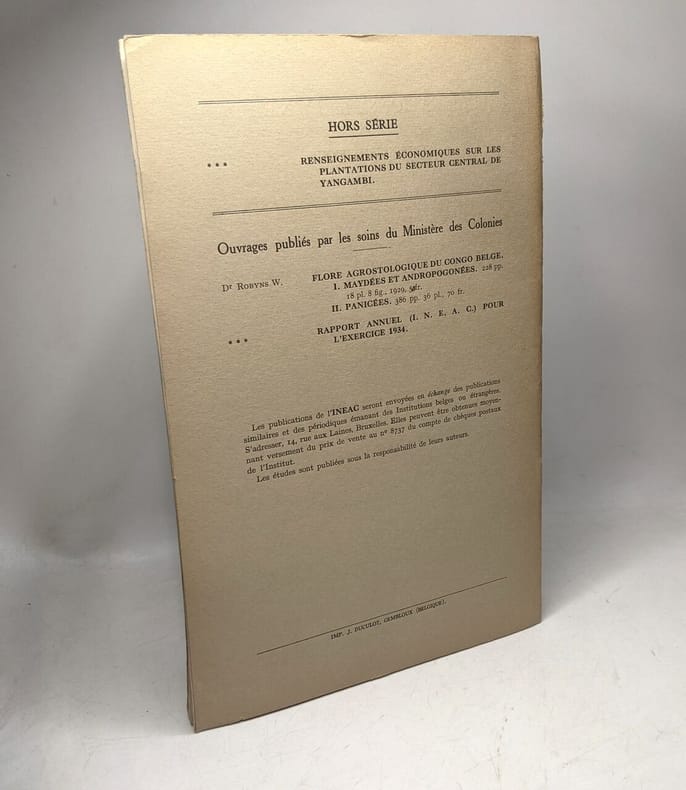 HORS SÉRIE
* * * RENSEIGNEMENTS ÉCONOMIQUES SUR LES
PLANTATIONS DU SECTEUR CENTRAL DE
YANGAMBI.
Ouvrages publiés par les soins du Ministère des Colonies
Dr ROBYNS W. FLORE AGROSTOLOGIQUE DU CONGO BELGE.
I. MAYDÉES ET ANDROPOGONÉES. 228 pp.
18 pl. 8 fig., 1929, fr.
II. PANICÉES. 386 pp. 36 pl., 70 fr.
* * * RAPPORT ANNUEL (I. N. E. A. C.) POUR
L'EXERCICE 1934.
Les publications de l'INEAC seront envoyées en échange des publications
similaires et des périodiques émanant des Institutions belges ou étrangères.
S'adresser, 14, rue aux Laines, Bruxelles. Elles peuvent être obtenues moyen-
nant versement du prix de vente au nº 8737 du compte de chèques postaux
de l'Institut.
Les études sont publiées sous la responsabilité de leurs auteurs.
IMP. J. DUCULOT, GEMBLOUX (BELGIQUE).